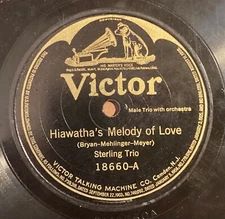 "HIS MASTER'S VOICE"
Victor
Male Trio with orchestra
Hiawatha's Melody of Love
(Bryan-Mehlinger-Meyer)
Sterling Trio
18660-A
VICTOR TALKING MACHINE CO. Camden, N.J.